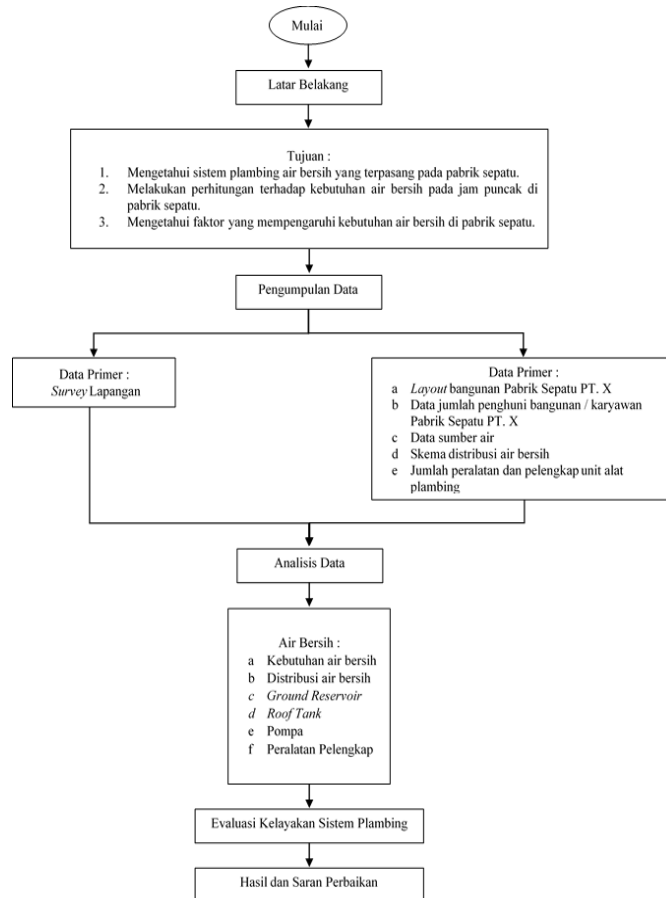 Mulai
Latar Belakang
Tujuan :
1. Mengetahui sistem plambing air bersih yang terpasang pada pabrik sepatu.
2. Melakukan perhitungan terhadap kebutuhan air bersih pada jam puncak di
pabrik sepatu.
3. Mengetahui faktor yang mempengaruhi kebutuhan air bersih di pabrik sepatu.
Pengumpulan Data
Data Primer :
Survey Lapangan
Data Primer :
a Layout bangunan Pabrik Sepatu PT. X
b Data jumlah penghuni bangunan / karyawan
Pabrik Sepatu PT. X
c Data sumber air
d Skema distribusi air bersih
e Jumlah peralatan dan pelengkap unit alat
plambing
Analisis Data
Air Bersih :
a Kebutuhan air bersih
b Distribusi air bersih
c Ground Reservoir
d Roof Tank
e Pompa
f Peralatan Pelengkap
Evaluasi Kelayakan Sistem Plambing
Hasil dan Saran Perbaikan